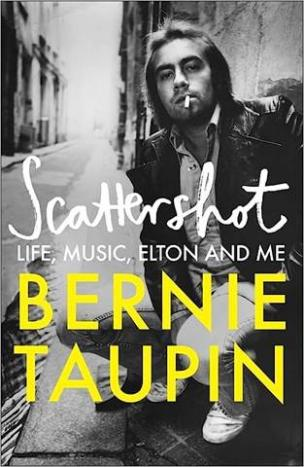 Scattershot
LIFE, MUSIC, ELTON AND ME
BERNIE
TAUPIN